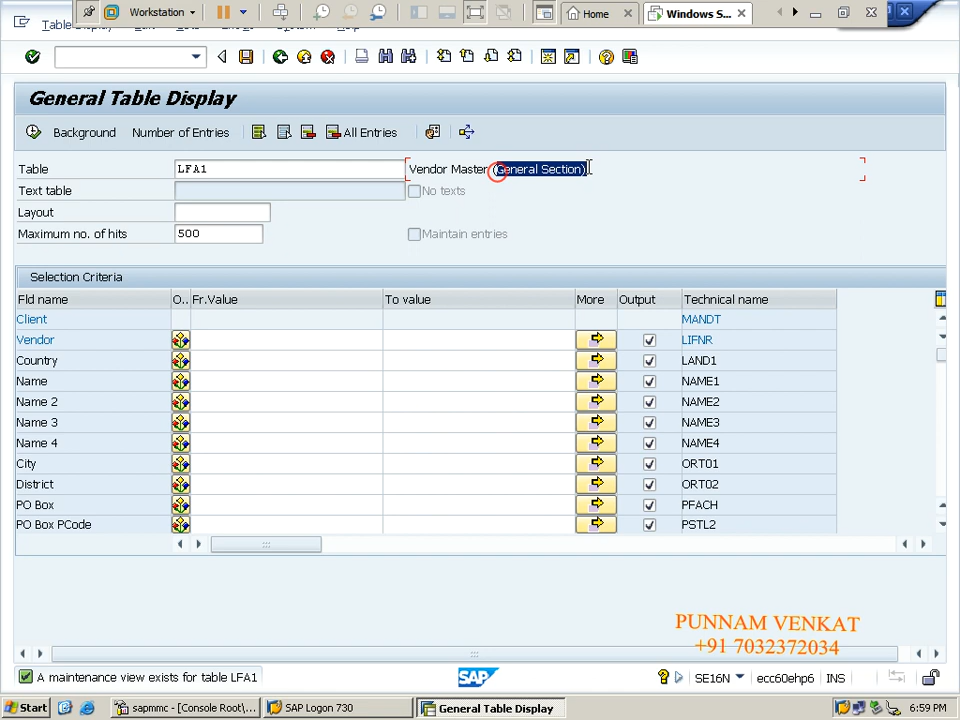 Workstation
Home
Windows S...
Table Display
System
General Table Display
Background Number of Entries All Entries
Table LFA1 Vendor Master (General Section)
Text table No texts
Layout
Maximum no. of hits 500 Maintain entries
Selection Criteria
Fld name O.. Fr.Value To value More Output Technical name
Client MANDT
Vendor LIFNR
Country LAND1
Name NAME1
Name 2 NAME2
Name 3 NAME3
Name 4 NAME4
City ORT01
District ORT02
PO Box PFACH
PO Box PCode PSTL2
PUNNAM VENKAT
+91 7032372034
A maintenance view exists for table LFA1 SAP SE16N ecc60ehp6 INS
Start sapmmc - [Console Root\... SAP Logon 730 General Table Display 6:59 PM